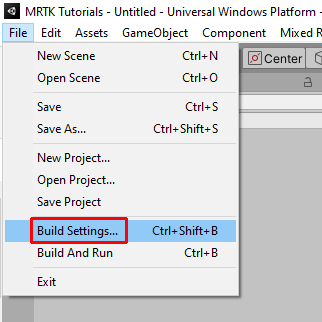 MRTK Tutorials - Untitled - Universal Windows Platform -
File Edit Assets GameObject Component Mixed R
New Scene Ctrl+N
Open Scene Ctrl+O
Center
Save Ctrl+S
Save As... Ctrl+Shift+S
New Project...
Open Project...
Save Project
Build Settings... Ctrl+Shift+B
Build And Run Ctrl+B
Exit